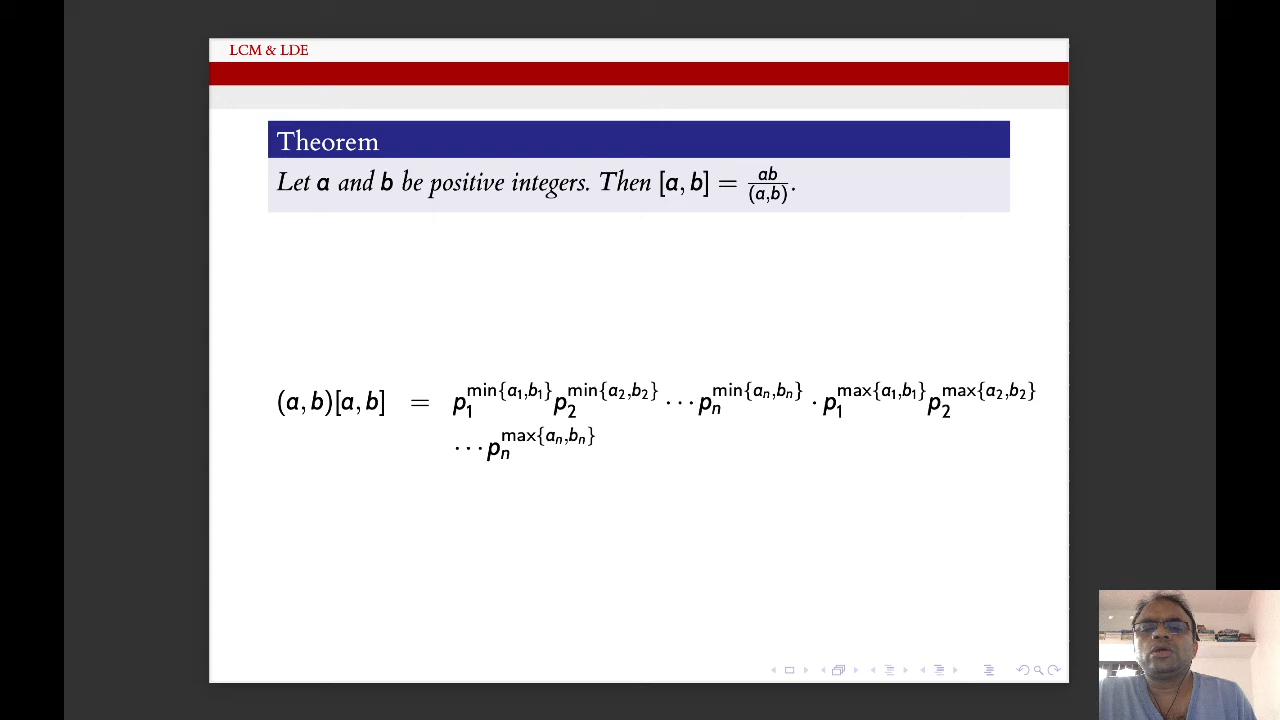 LCM & LDE
Theorem
Let a and b be positive integers. Then [a, b] = \frac{ab}{(a,b)}.
(a, b)[a, b] = p_1^{min\{a_1,b_1\}} p_2^{min\{a_2,b_2\}} ⋯ p_n^{min\{a_n,b_n\}} · p_1^{max\{a_1,b_1\}} p_2^{max\{a_2,b_2\}}
⋯ p_n^{max\{a_n,b_n\}}